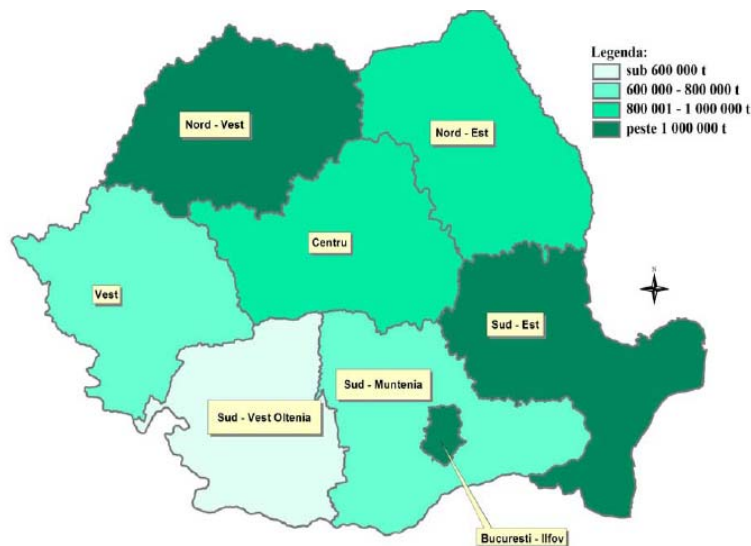 Legenda:
sub 600 000 t
600 000 - 800 000 t
800 001 - 1 000 000 t
peste 1 000 000 t
Nord - Vest
Nord - Est
Centru
Vest
N
Sud - Est
Sud - Muntenia
Sud - Vest Oltenia
Bucuresti - Ilfov